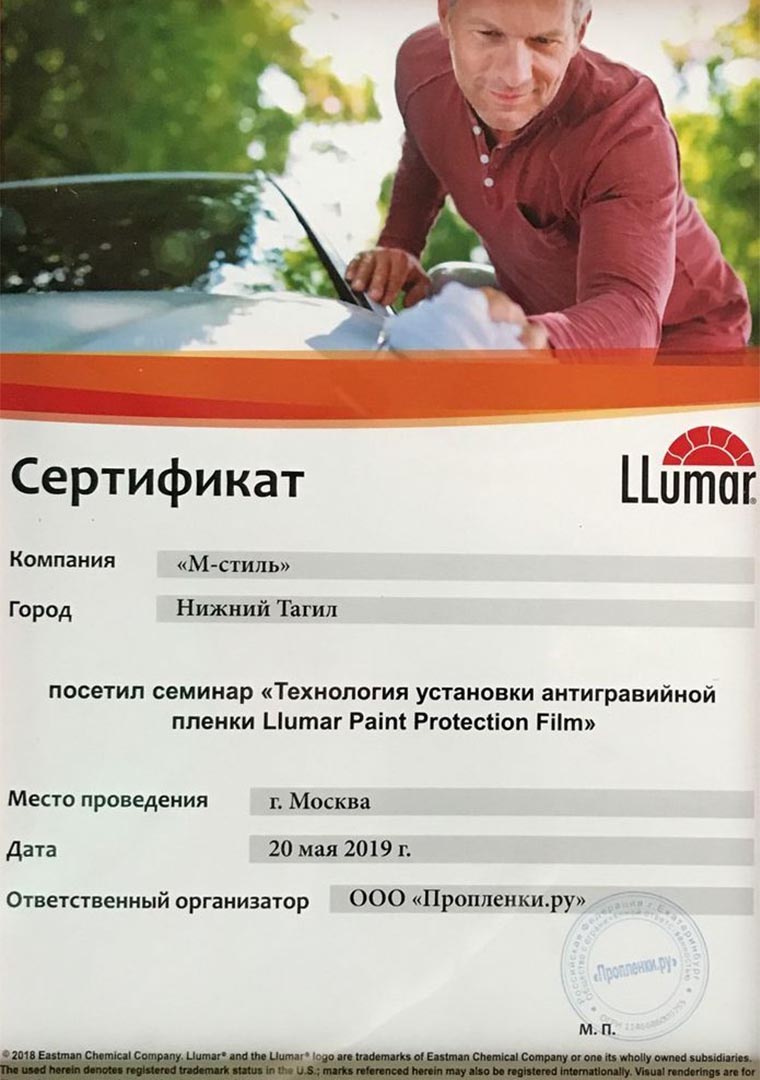 Сертификат
LLumar®
Компания «М-стиль»
Город Нижний Тагил
посетил семинар «Технология установки антигравийной
пленки Llumar Paint Protection Film»
Место проведения г. Москва
Дата 20 мая 2019 г.
Ответственный организатор ООО «Пропленки.ру»
Российская Федерация г. Екатеринбург
Общество с ограниченной ответственностью
«Пропленки.ру»
ОГРН
М. П.
© 2018 Eastman Chemical Company. Llumar® and the Llumar® logo are trademarks of Eastman Chemical Company or one its wholly owned subsidiaries.
The used herein denotes registered trademark status in the U.S.; marks referenced herein may also be registered internationally. Visual renderings are for